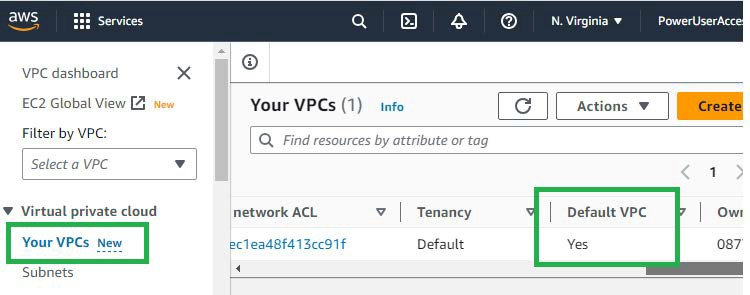 aws Services N. Virginia PowerUserAcce
VPC dashboard
EC2 Global View New
Filter by VPC:
Select a VPC
Virtual private cloud
Your VPCs New
Subnets
Your VPCs (1) Info Actions Create
Find resources by attribute or tag
1
network ACL Tenancy Default VPC Own
ec1ea48f413cc91f Default Yes 087